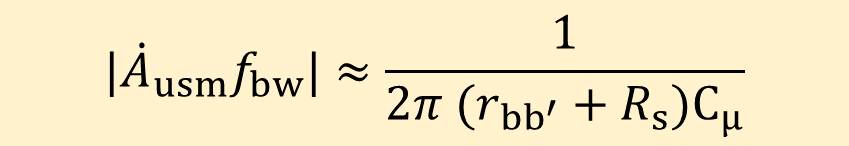 |Ȧ_usm f_bw| ≈ 1 / (2π (r_bb′ + R_s)C_μ)